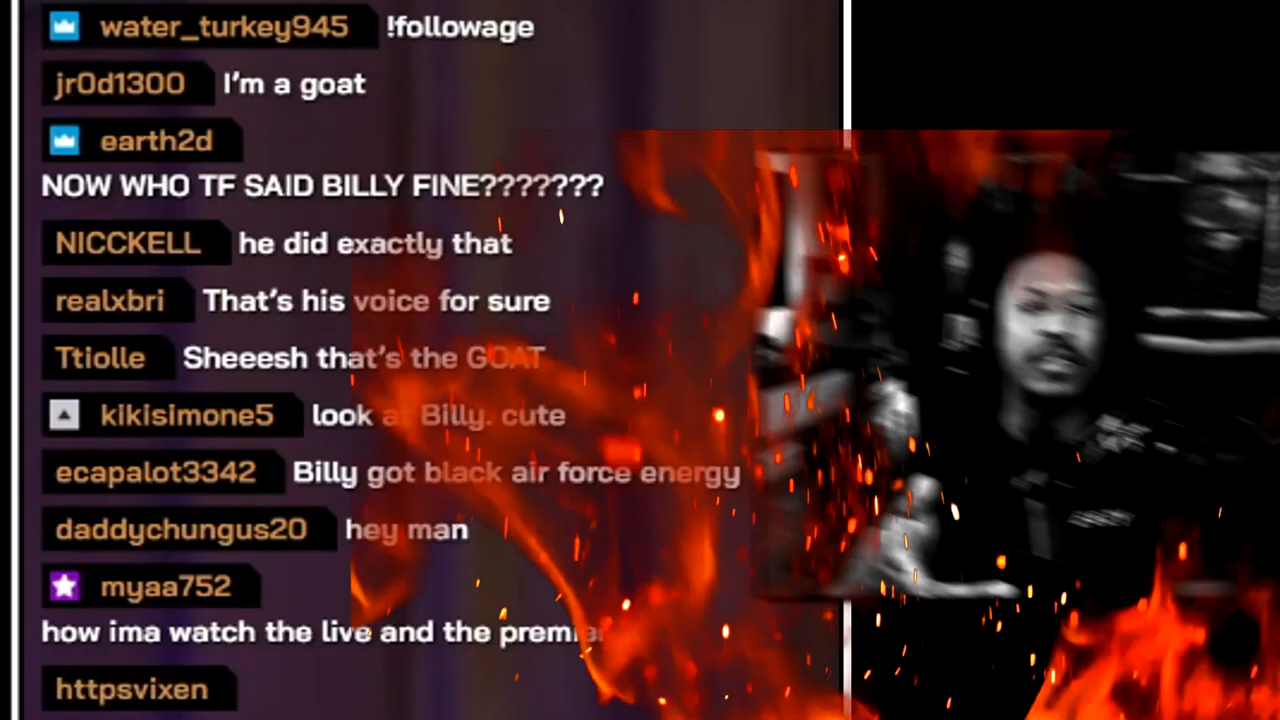 water_turkey945 !followage
jr0d1300 I'm a goat
earth2d
NOW WHO TF SAID BILLY FINE???????
NICCKELL he did exactly that
realxbri That's his voice for sure
Ttiolle Sheeesh that's the GOAT
kikisimone5 look at Billy. cute
ecapalot3342 Billy got black air force energy
daddychungus20 hey man
myaa752
how ima watch the live and the premier
httpsvixen